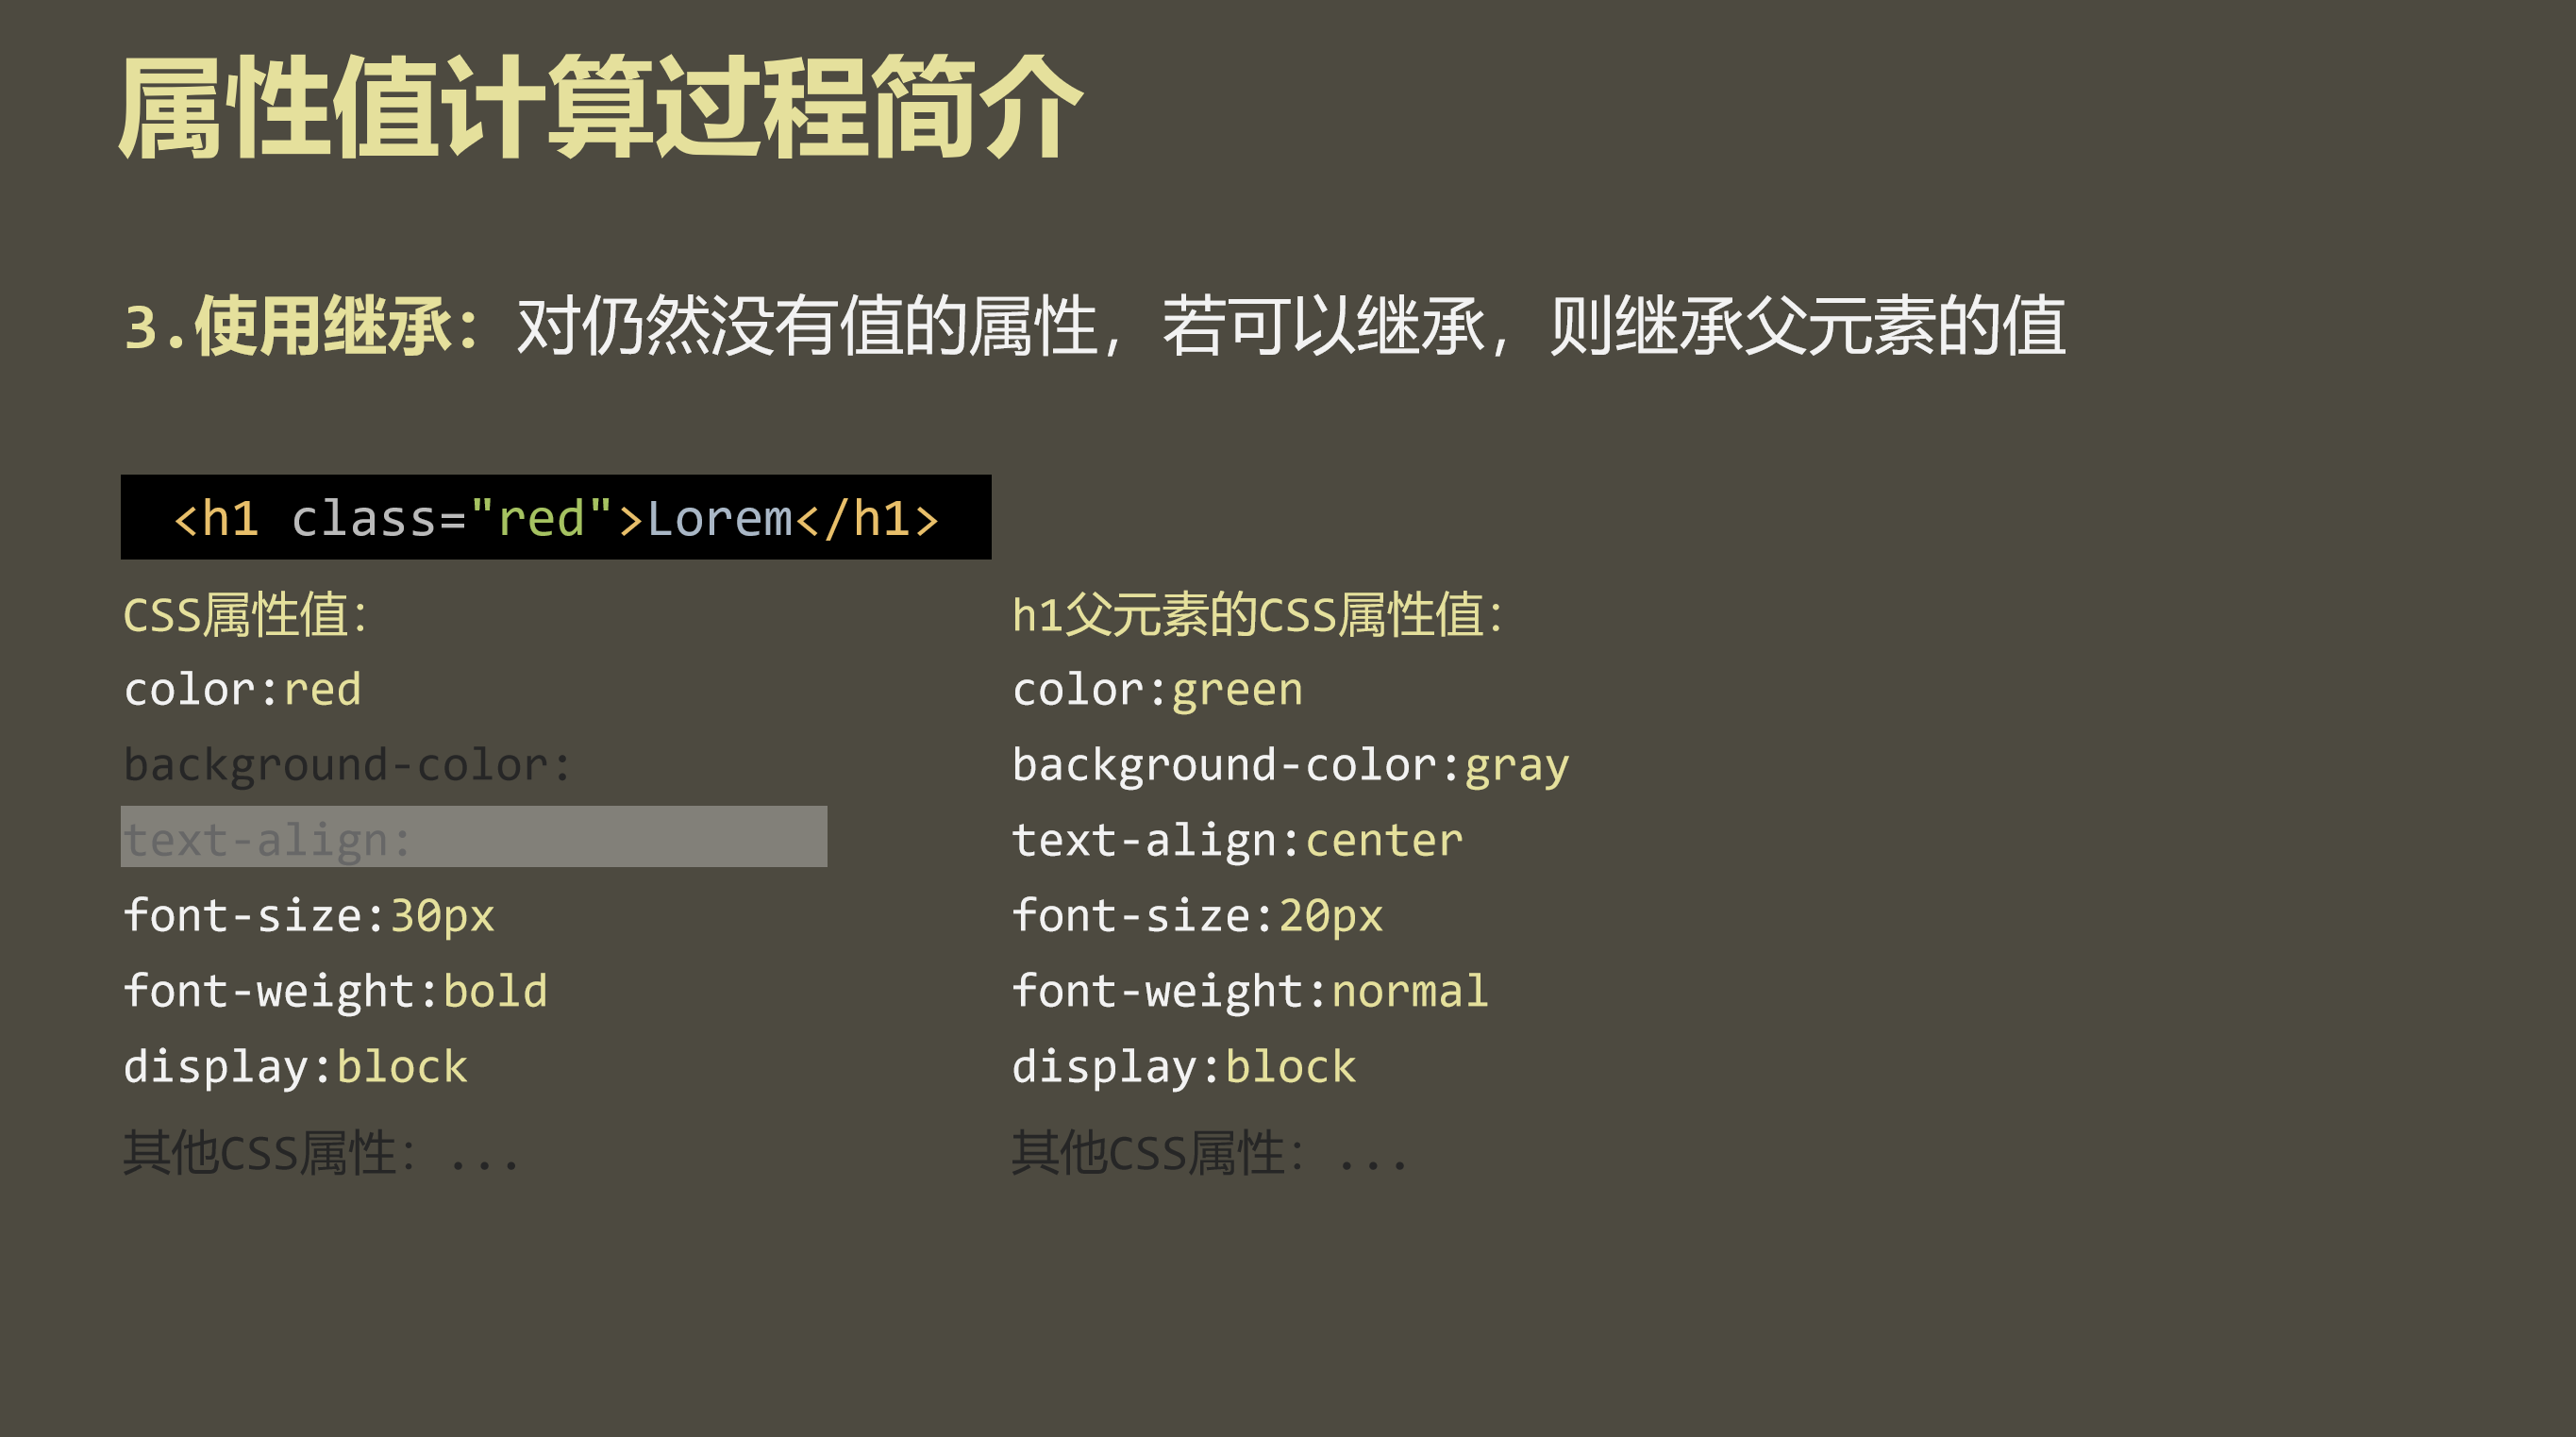 属性值计算过程简介
3.使用继承：对仍然没有值的属性，若可以继承，则继承父元素的值
<h1 class="red">Lorem</h1>
CSS属性值：
color:red
background-color:
text-align:
font-size:30px
font-weight:bold
display:block
其他CSS属性：...
h1父元素的CSS属性值：
color:green
background-color:gray
text-align:center
font-size:20px
font-weight:normal
display:block
其他CSS属性：...